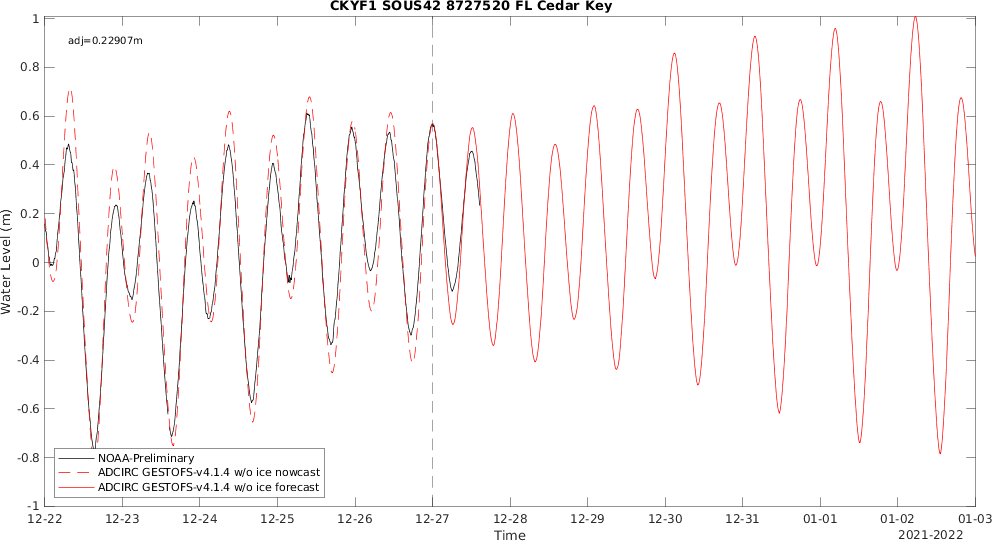 CKYF1 SOUS42 8727520 FL Cedar Key
adj=0.22907m
1
0.8
0.6
0.4
0.2
0
-0.2
-0.4
-0.6
-0.8
-1
Water Level (m)
NOAA-Preliminary
ADCIRC GESTOFS-v4.1.4 w/o ice nowcast
ADCIRC GESTOFS-v4.1.4 w/o ice forecast
12-22 12-23 12-24 12-25 12-26 12-27 12-28 12-29 12-30 12-31 01-01 01-02 01-03
Time
2021-2022